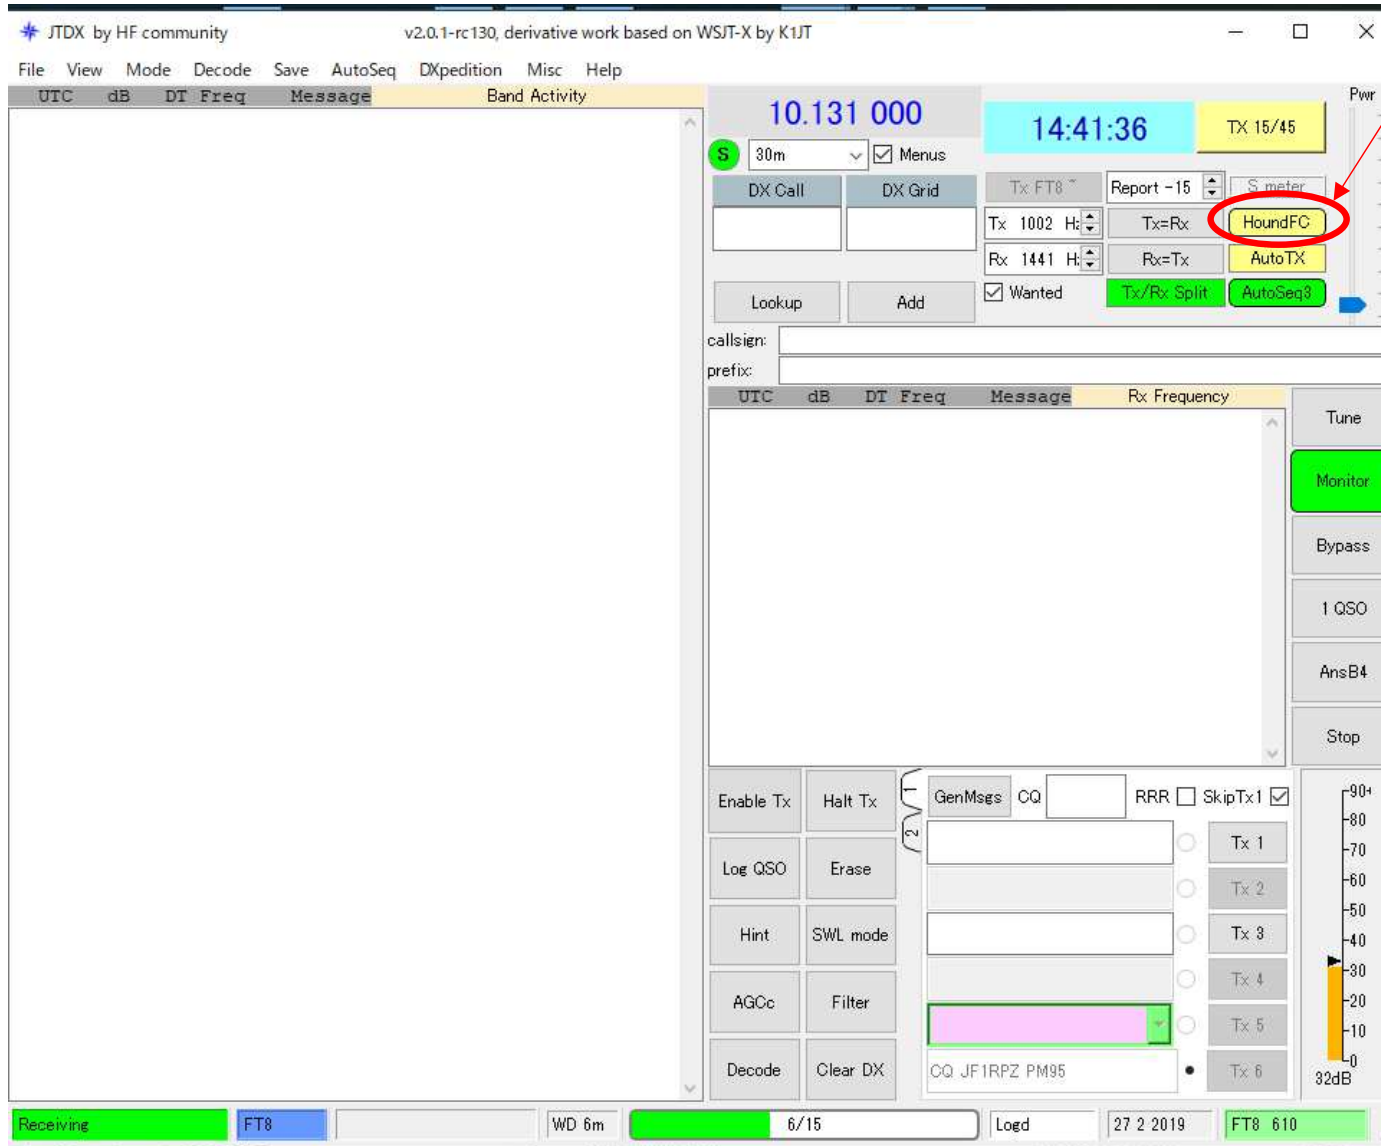 JTDX by HF community v2.0.1-rc130, derivative work based on WSJT-X by K1JT
File View Mode Decode Save AutoSeq DXpedition Misc Help
UTC dB DT Freq Message Band Activity
10.131 000
14:41:36
TX 15/45
Pwr
S 30m Menus
DX Call DX Grid
Tx FT8 ~ Report -15 S meter
Tx 1002 Hz Tx=Rx HoundFC
Rx 1441 Hz Rx=Tx AutoTX
Lookup Add Wanted Tx/Rx Split AutoSeq3
callsign:
prefix:
UTC dB DT Freq Message Rx Frequency
Tune
Monitor
Bypass
1 QSO
AnsB4
Stop
Enable Tx Halt Tx 1 GenMsgs CQ RRR SkipTx1
2
Tx 1
Log QSO Erase
Tx 2
Hint SWL mode
Tx 3
Tx 4
AGCc Filter
Tx 5
Decode Clear DX CQ JF1RPZ PM95 Tx 6
90+
80
70
60
50
40
30
20
10
0
32dB
Receiving FT8 WD 6m 6/15 Logd 27 2 2019 FT8 610